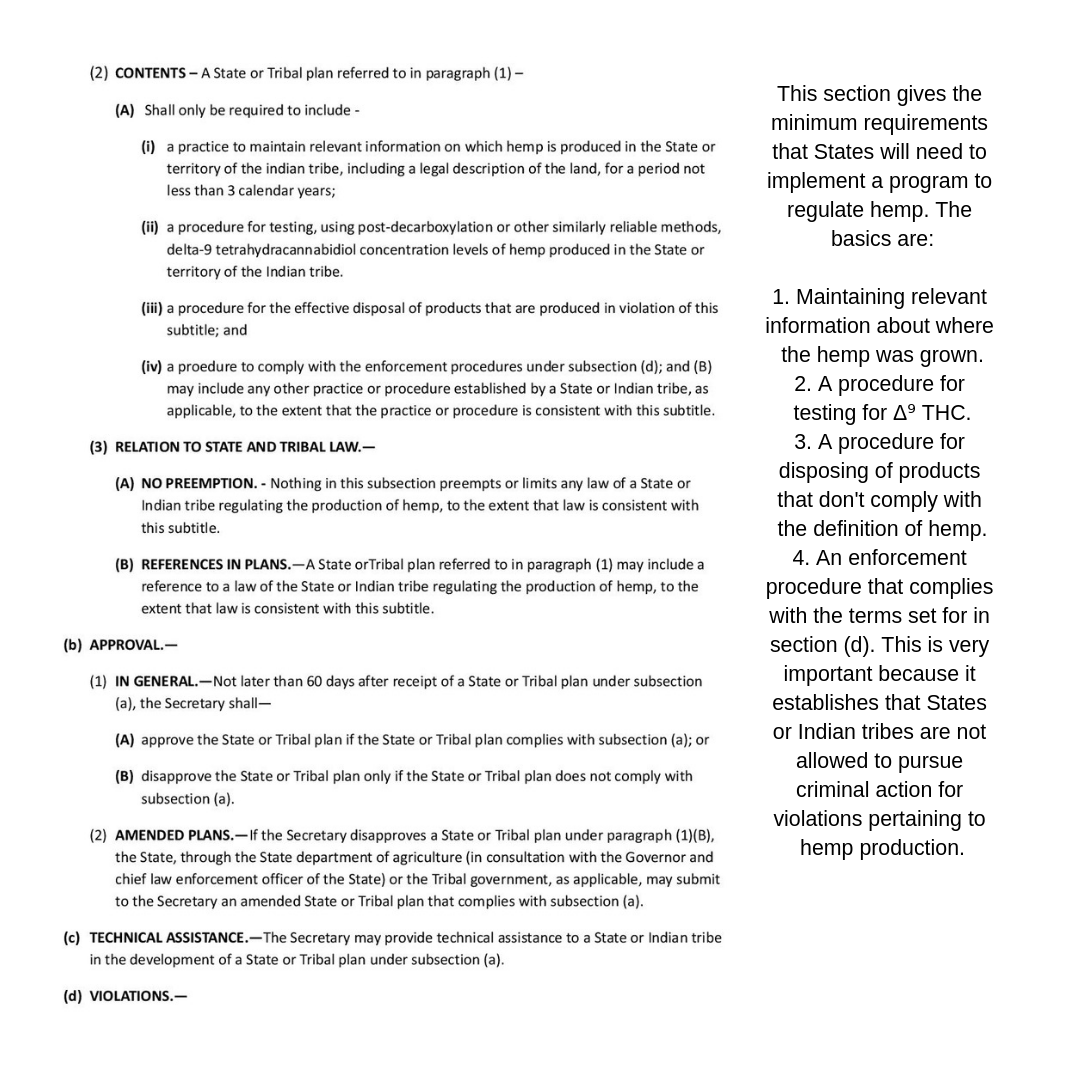 (2) CONTENTS – A State or Tribal plan referred to in paragraph (1) –
(A) Shall only be required to include -
(i) a practice to maintain relevant information on which hemp is produced in the State or
territory of the indian tribe, including a legal description of the land, for a period not
less than 3 calendar years;
(ii) a procedure for testing, using post-decarboxylation or other similarly reliable methods,
delta-9 tetrahydracannabidiol concentration levels of hemp produced in the State or
territory of the Indian tribe.
(iii) a procedure for the effective disposal of products that are produced in violation of this
subtitle; and
(iv) a proedure to comply with the enforcement procedures under subsection (d); and (B)
may include any other practice or procedure established by a State or Indian tribe, as
applicable, to the extent that the practice or procedure is consistent with this subtitle.
(3) RELATION TO STATE AND TRIBAL LAW.—
(A) NO PREEMPTION. - Nothing in this subsection preempts or limits any law of a State or
Indian tribe regulating the production of hemp, to the extent that law is consistent with
this subtitle.
(B) REFERENCES IN PLANS.—A State orTribal plan referred to in paragraph (1) may include a
reference to a law of the State or Indian tribe regulating the production of hemp, to the
extent that law is consistent with this subtitle.
(b) APPROVAL.—
(1) IN GENERAL.—Not later than 60 days after receipt of a State or Tribal plan under subsection
(a), the Secretary shall—
(A) approve the State or Tribal plan if the State or Tribal plan complies with subsection (a); or
(B) disapprove the State or Tribal plan only if the State or Tribal plan does not comply with
subsection (a).
(2) AMENDED PLANS.—If the Secretary disapproves a State or Tribal plan under paragraph (1)(B),
the State, through the State department of agriculture (in consultation with the Governor and
chief law enforcement officer of the State) or the Tribal government, as applicable, may submit
to the Secretary an amended State or Tribal plan that complies with subsection (a).
(c) TECHNICAL ASSISTANCE.—The Secretary may provide technical assistance to a State or Indian tribe
in the development of a State or Tribal plan under subsection (a).
(d) VIOLATIONS.—
This section gives the
minimum requirements
that States will need to
implement a program to
regulate hemp. The
basics are:
1. Maintaining relevant
information about where
the hemp was grown.
2. A procedure for
testing for Δ⁹ THC.
3. A procedure for
disposing of products
that don't comply with
the definition of hemp.
4. An enforcement
procedure that complies
with the terms set for in
section (d). This is very
important because it
establishes that States
or Indian tribes are not
allowed to pursue
criminal action for
violations pertaining to
hemp production.